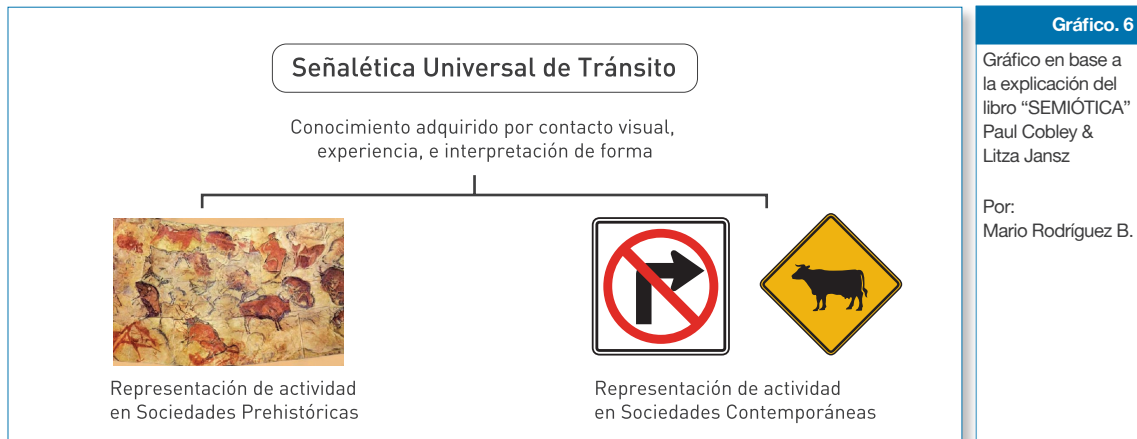 Señalética Universal de Tránsito
Conocimiento adquirido por contacto visual,
experiencia, e interpretación de forma
Representación de actividad
en Sociedades Prehistóricas
Representación de actividad
en Sociedades Contemporáneas
Gráfico. 6
Gráfico en base a
la explicación del
libro “SEMIÓTICA”
Paul Cobley &
Litza Jansz
Por:
Mario Rodríguez B.